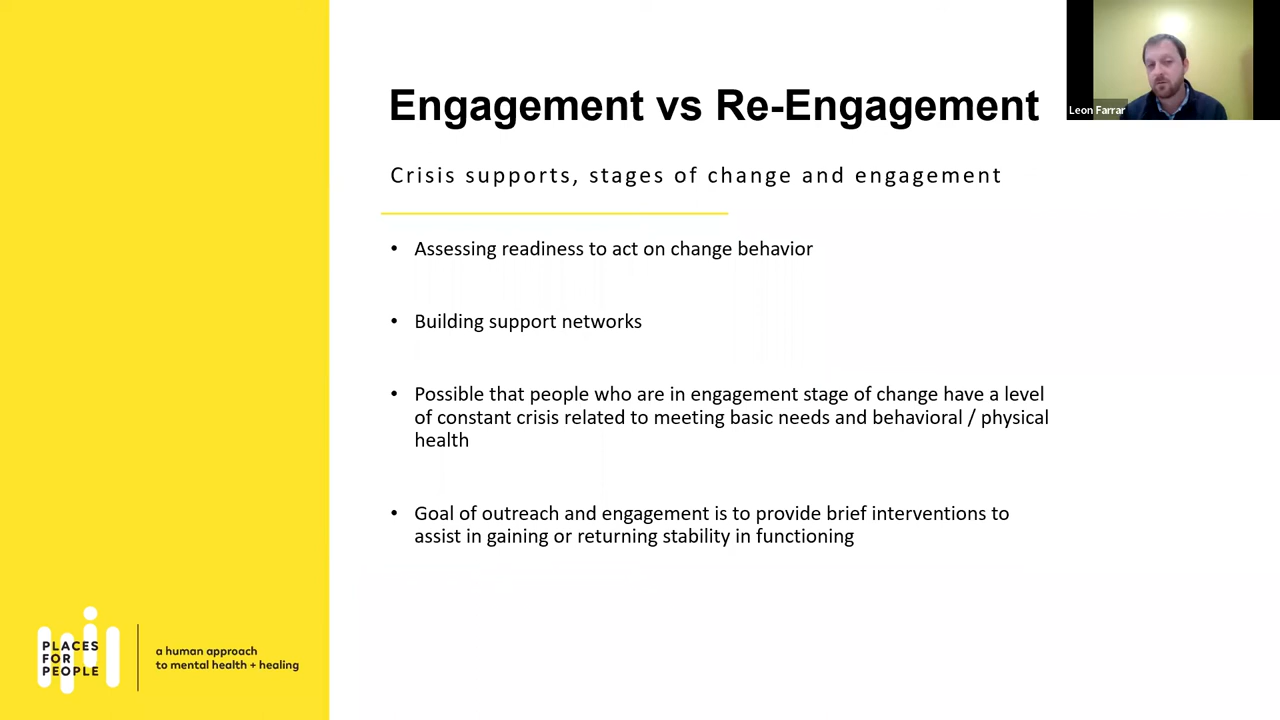 Engagement vs Re-Engagement
Leon Farrar
Crisis supports, stages of change and engagement
• Assessing readiness to act on change behavior
• Building support networks
• Possible that people who are in engagement stage of change have a level
of constant crisis related to meeting basic needs and behavioral / physical
health
• Goal of outreach and engagement is to provide brief interventions to
assist in gaining or returning stability in functioning
PLACES
FOR
PEOPLE
a human approach
to mental health + healing